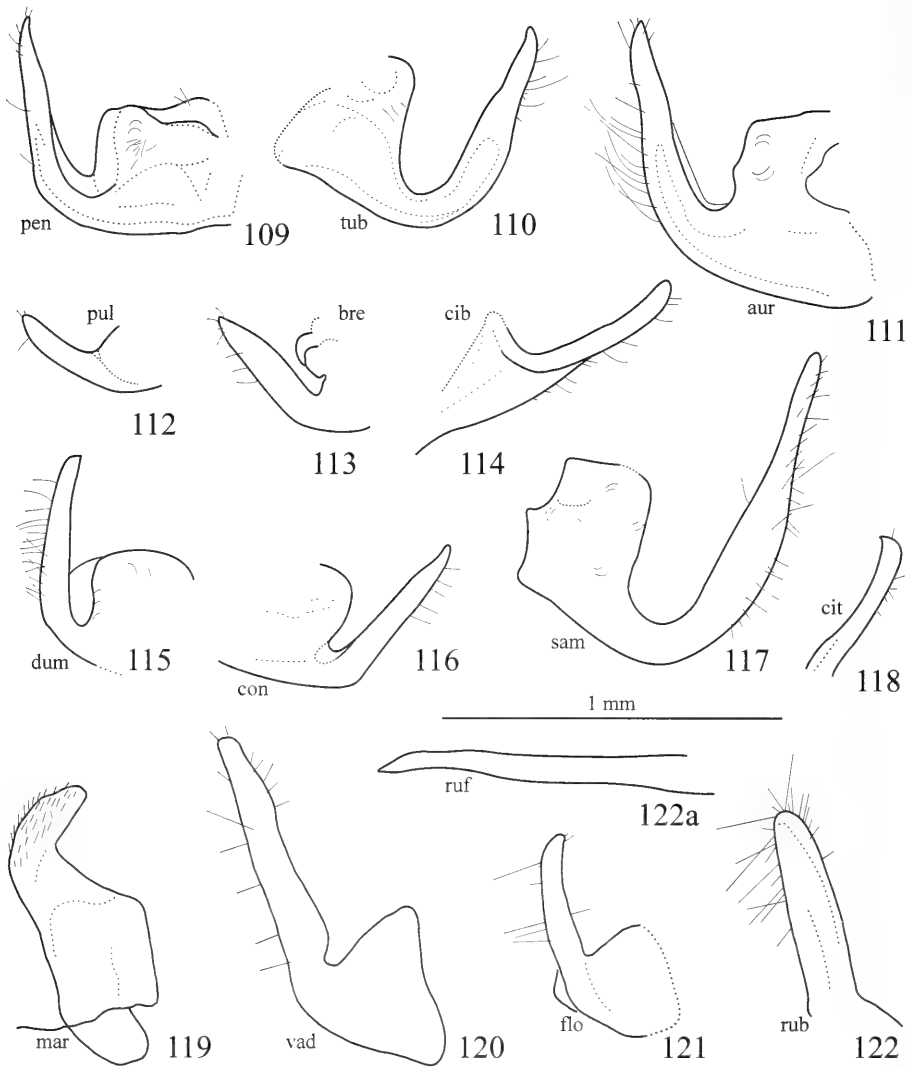 pen
109
tub
110
aur
111
pul
112
bre
113
cib
114
dum
115
con
116
sam
117
cit
118
1 mm
ruf
122a
mar
119
vad
120
flo
121
rub
122